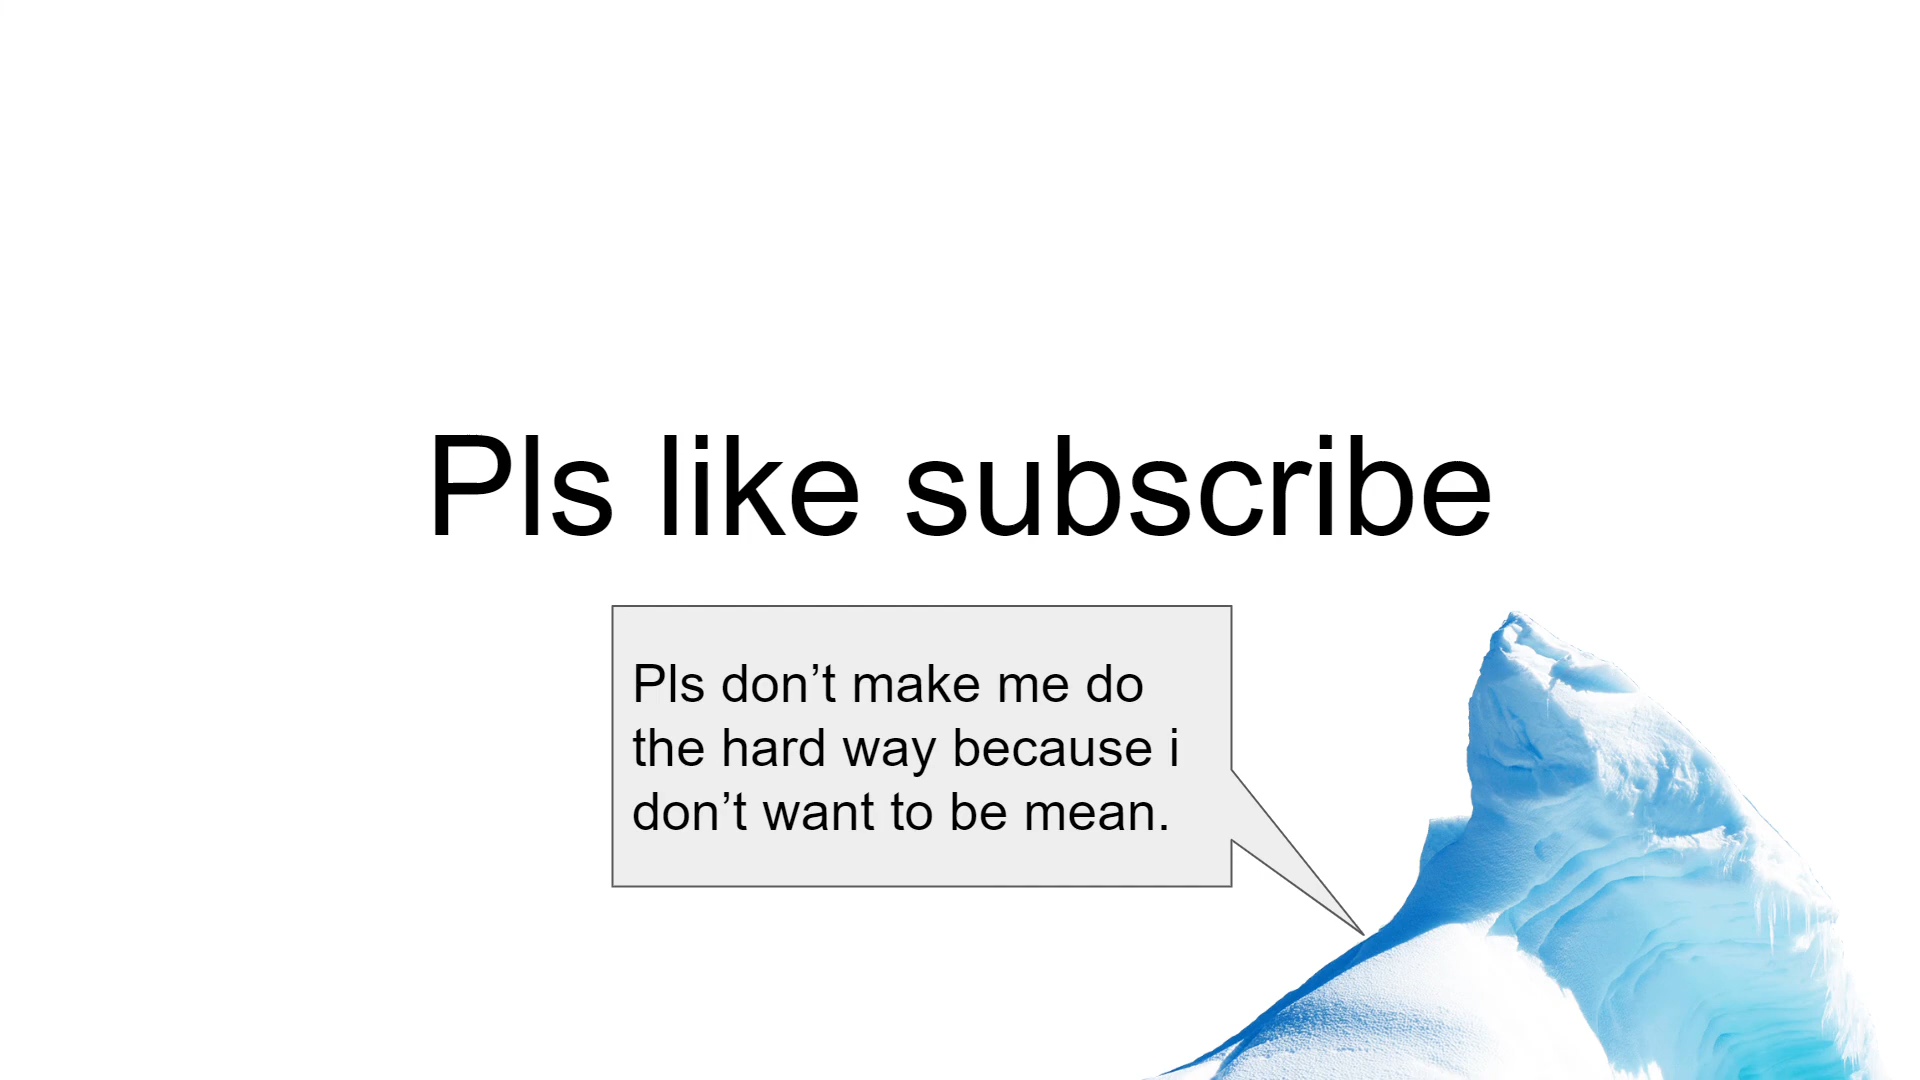 Pls like subscribe
Pls don’t make me do
the hard way because i
don’t want to be mean.